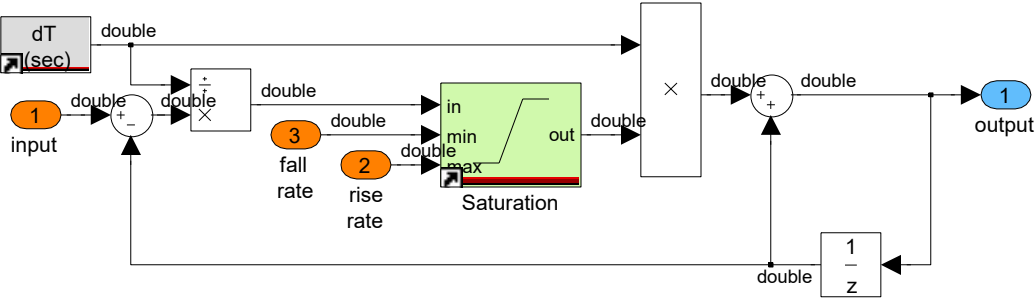 dT
(sec)
double
double
double
1
input
÷
×
double
3
fall
rate
double
2
rise
rate
double
in
min
max
out
Saturation
double
×
double
double
1
output
double
1
z